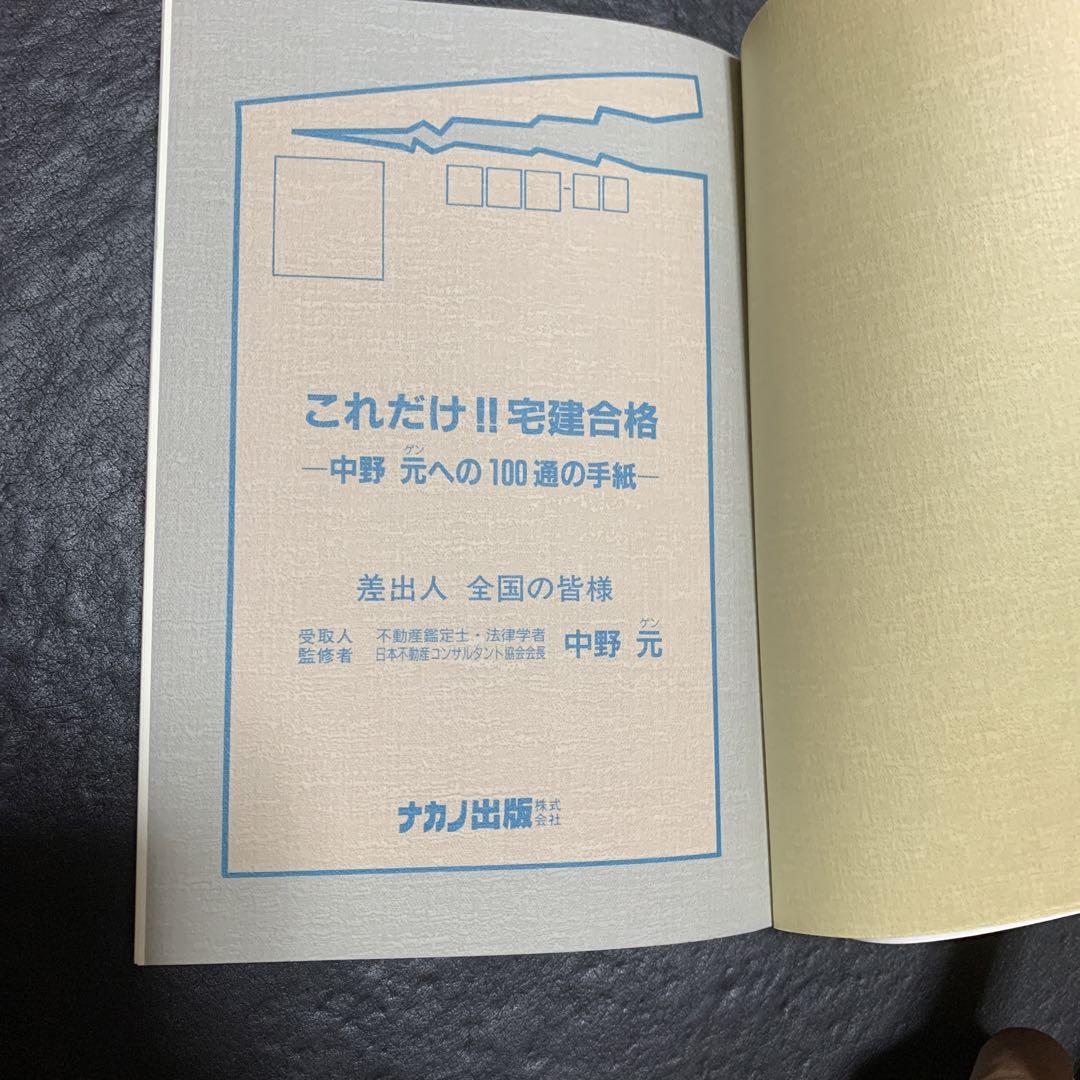 これだけ!!宅建合格
―中野 元への100通の手紙―
ゲン
差出人 全国の皆様
受取人 不動産鑑定士・法律学者
監修者 日本不動産コンサルタント協会会長
中野 元
ゲン
ナカノ出版株式会社